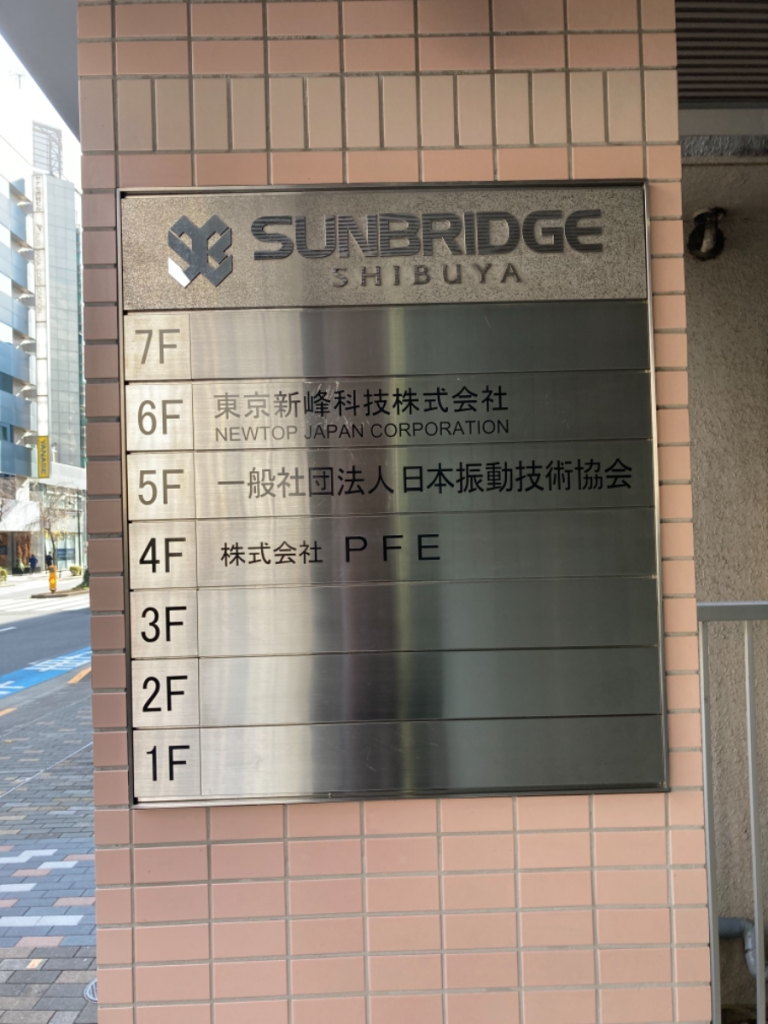 SUNBRIDGE
SHIBUYA
7F
6F 東京新峰科技株式会社
NEWTOP JAPAN CORPORATION
5F 一般社団法人日本振動技術協会
4F 株式会社 PFE
3F
2F
1F